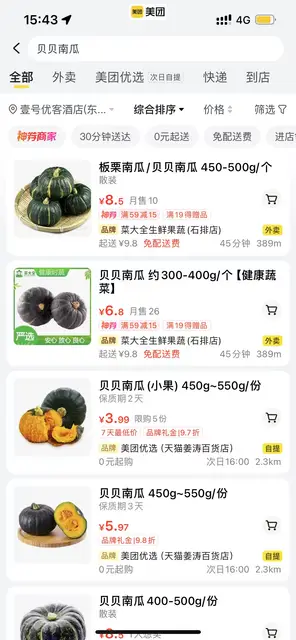 15:43
美团 美团
4G
贝贝南瓜
全部 外卖 美团优选 次日自提 快递 到店
壹号优客酒店(东... 综合排序 价格 筛选
神券商家 30分钟送达 0元起送 免配送费 进店
板栗南瓜/贝贝南瓜 450-500g/个
散装
¥8.5 月售10
神券 满59减15 满19得赠品
品牌 菜大全生鲜果蔬(石排店) 外卖
起送 ¥9.8 免配送费 45分钟 389m
健康时蔬
严选
安心 放心 良心
贝贝南瓜 约300-400g/个【健康蔬
菜】
¥6.8 月售26
神券 满59减15 满19得赠品
品牌 菜大全生鲜果蔬(石排店) 外卖
起送 ¥9.8 免配送费 45分钟 389m
贝贝南瓜(小果) 450g~550g/份
保质期2天
¥3.99 限购5份
7天最低价 品牌礼金|9.7折
品牌 美团优选 (天猫姜涛百货店) 自提
0元起购 次日16:00 2.3km
贝贝南瓜 450g~550g/份
保质期3天
¥5.97
品牌礼金|9.8折
品牌 美团优选 (天猫姜涛百货店) 自提
0元起购 次日16:00 2.3km
贝贝南瓜 400-500g/份
散装